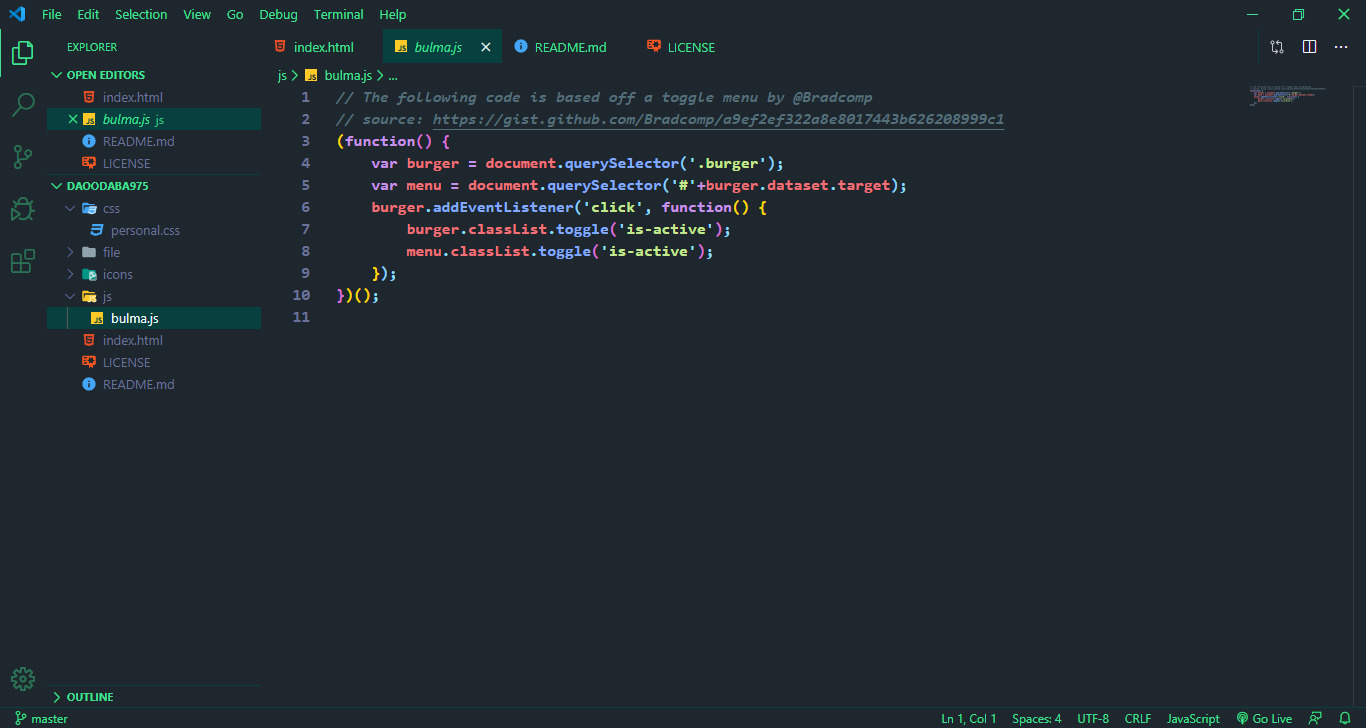 File Edit Selection View Go Debug Terminal Help
EXPLORER
OPEN EDITORS
index.html
bulma.js js
README.md
LICENSE
DAOODABA975
css
personal.css
file
icons
js
bulma.js
index.html
LICENSE
README.md
OUTLINE
index.html bulma.js README.md LICENSE
js > bulma.js > ...
1 // The following code is based off a toggle menu by @Bradcomp
2 // source: https://gist.github.com/Bradcomp/a9ef2ef322a8e8017443b626208999c1
3 (function() {
4 var burger = document.querySelector('.burger');
5 var menu = document.querySelector('#'+burger.dataset.target);
6 burger.addEventListener('click', function() {
7 burger.classList.toggle('is-active');
8 menu.classList.toggle('is-active');
9 });
10 })();
11
master Ln 1, Col 1 Spaces: 4 UTF-8 CRLF JavaScript Go Live